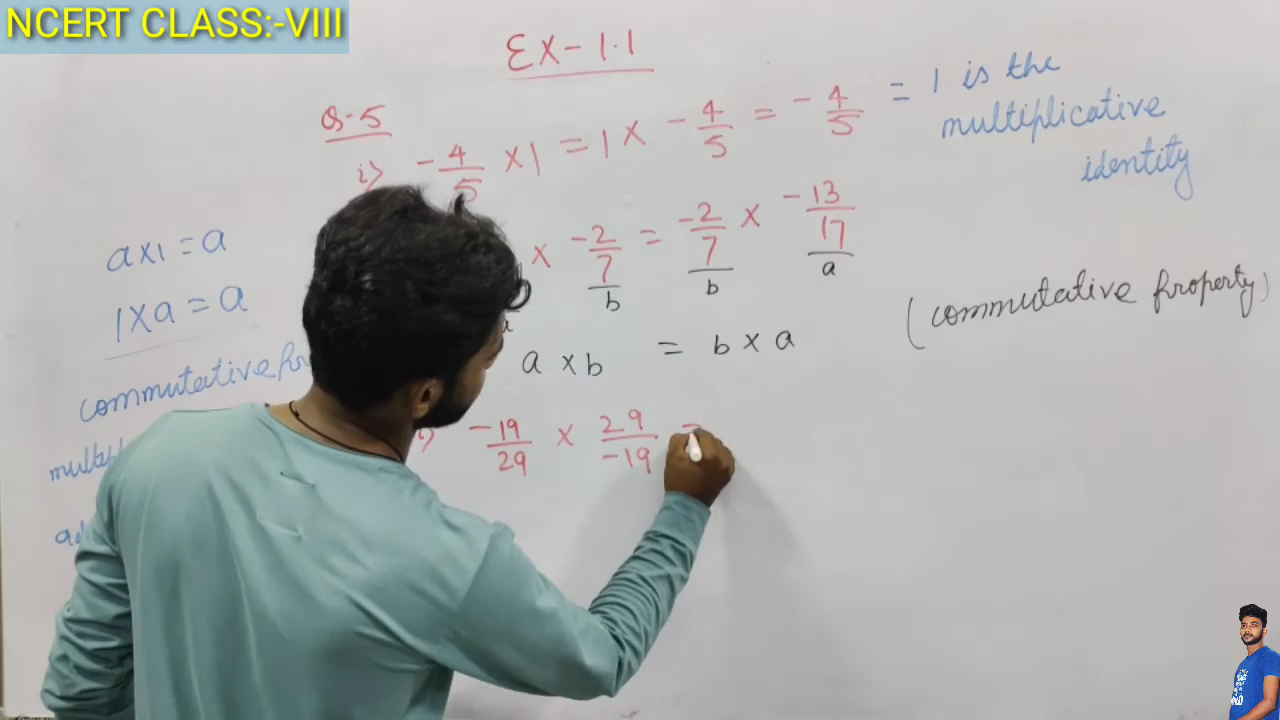 NCERT CLASS:-VIII
EX-1.1
Q-5
i) -4/5 × 1 = 1 × -4/5 = -4/5 = 1 is the
multiplicative
identity
a×1 = a
1×a = a
× -2/7 = -2/7 × -13/17
b b a
(commutative property)
a × b = b × a
commutative
-19/29 × 29/-19 =